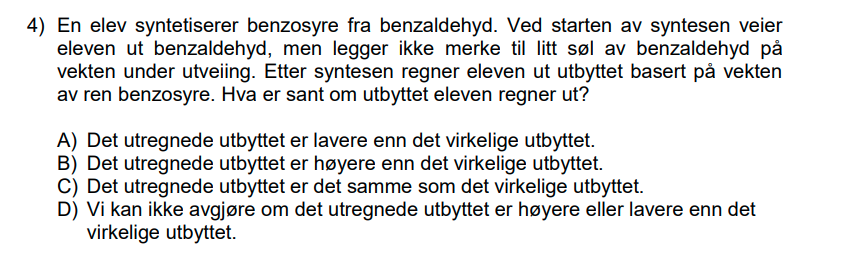 4) En elev syntetiserer benzosyre fra benzaldehyd. Ved starten av syntesen veier
eleven ut benzaldehyd, men legger ikke merke til litt søl av benzaldehyd på
vekten under utveiing. Etter syntesen regner eleven ut utbyttet basert på vekten
av ren benzosyre. Hva er sant om utbyttet eleven regner ut?
A) Det utregnede utbyttet er lavere enn det virkelige utbyttet.
B) Det utregnede utbyttet er høyere enn det virkelige utbyttet.
C) Det utregnede utbyttet er det samme som det virkelige utbyttet.
D) Vi kan ikke avgjøre om det utregnede utbyttet er høyere eller lavere enn det
virkelige utbyttet.